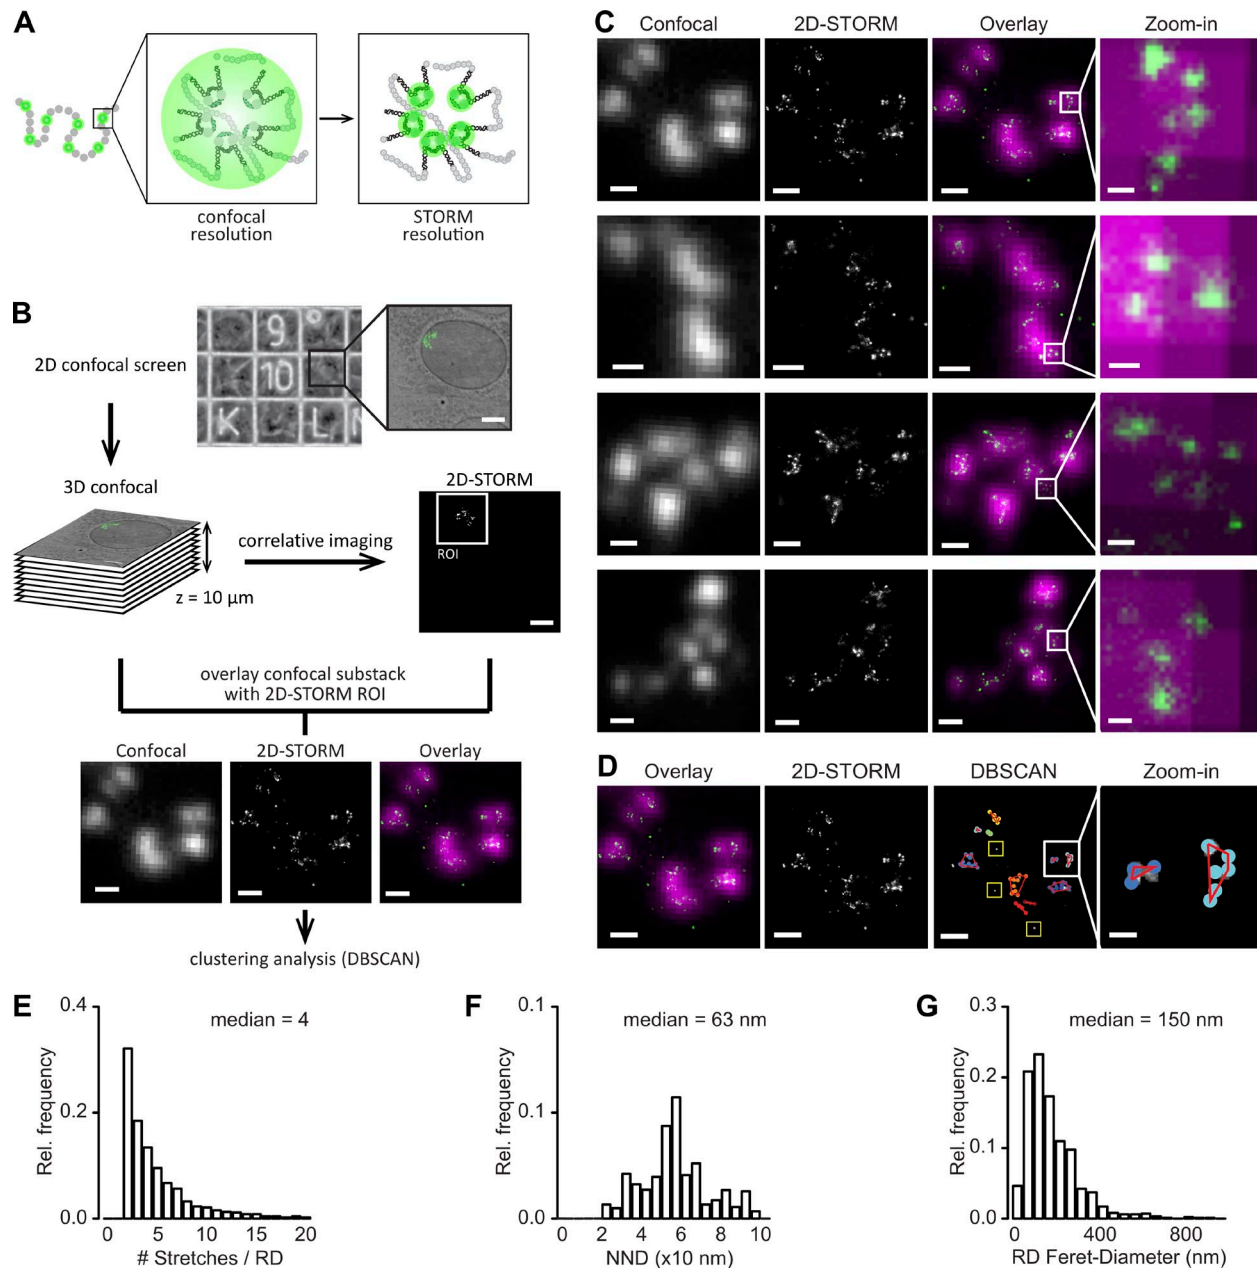 A
confocal
resolution
STORM
resolution
B
2D confocal screen
9
10
K
L
3D confocal
z = 10 µm
correlative imaging
2D-STORM
ROI
overlay confocal substack
with 2D-STORM ROI
Confocal 2D-STORM Overlay
clustering analysis (DBSCAN)
C
Confocal 2D-STORM Overlay Zoom-in
D
Overlay 2D-STORM DBSCAN Zoom-in
E
median = 4
Rel. frequency
0.4
0.2
0.0
0 5 10 15 20
# Stretches / RD
F
median = 63 nm
Rel. frequency
0.1
0.1
0.0
0 2 4 6 8 10
NND (x10 nm)
G
median = 150 nm
Rel. frequency
0.3
0.2
0.1
0.0
0 400 800
RD Feret-Diameter (nm)